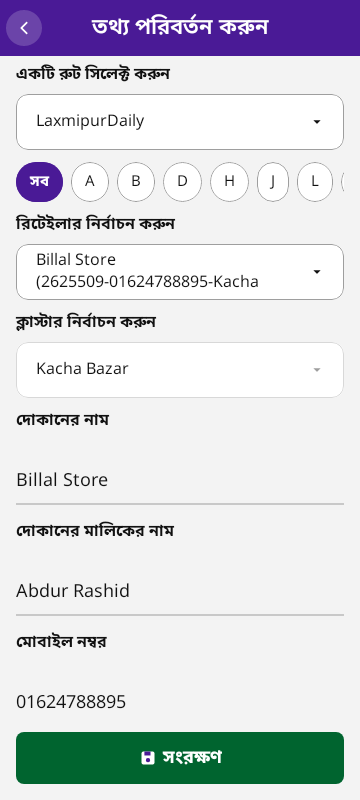 তথ্য পরিবর্তন করুন
একটি রুট সিলেক্ট করুন
LaxmipurDaily
সব A B D H J L
রিটেইলার নির্বাচন করুন
Billal Store
(2625509-01624788895-Kacha
ক্লাস্টার নির্বাচন করুন
Kacha Bazar
দোকানের নাম
Billal Store
দোকানের মালিকের নাম
Abdur Rashid
মোবাইল নম্বর
01624788895
সংরক্ষণ